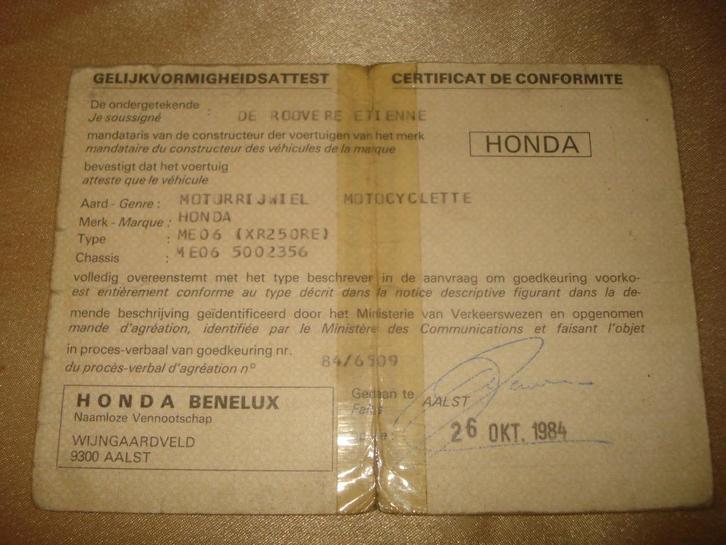 GELIJKVORMIGHEIDSATTEST CERTIFICAT DE CONFORMITE
De ondergetekende
Je soussigné : DE ROOVERE ETIENNE
mandataris van de constructeur der voertuigen van het merk
mandataire du constructeur des véhicules de la marque
HONDA
bevestigt dat het voertuig
atteste que le véhicule
Aard - Genre : MOTORRIJWIEL MOTOCYCLETTE
Merk - Marque : HONDA
Type : ME06 (XR250RE)
Chassis : ME06 5002356
volledig overeenstemt met het type beschreven in de aanvraag om goedkeuring voorko-
est entièrement conforme au type décrit dans la notice descriptive figurant dans la de-
mende beschrijving geïdentificeerd door het Ministerie van Verkeerswezen en opgenomen
mande d'agréation, identifiée par le Ministère des Communications et faisant l'objet
in proces-verbaal van goedkeuring nr.
du procès-verbal d'agréation nº 84/6509
HONDA BENELUX
Naamloze Vennootschap
WIJNGAARDVELD
9300 AALST
Gedaan te
Fait à AALST
26 OKT. 1984